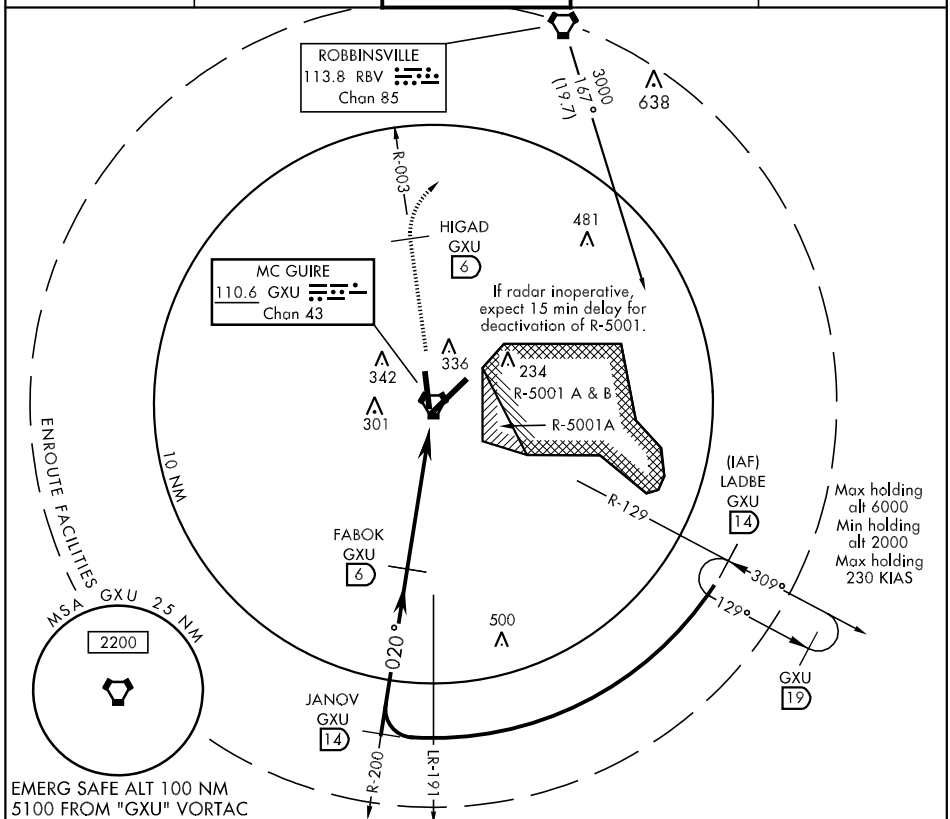 ROBBINSVILLE
113.8 RBV
Chan 85
3000
167°
(19.7)
638
R-003
HIGAD
GXU
6
481
MC GUIRE
110.6 GXU
Chan 43
If radar inoperative,
expect 15 min delay for
deactivation of R-5001.
342
336
234
301
R-5001 A & B
R-5001A
10 NM
ENROUTE FACILITIES
R-129
(IAF)
LADBE
GXU
14
Max holding
alt 6000
Min holding
alt 2000
Max holding
230 KIAS
309°
129°
GXU
19
FABOK
GXU
6
020°
500
JANOV
GXU
14
R-200
LR-191
MSA GXU 25 NM
2200
EMERG SAFE ALT 100 NM
5100 FROM "GXU" VORTAC